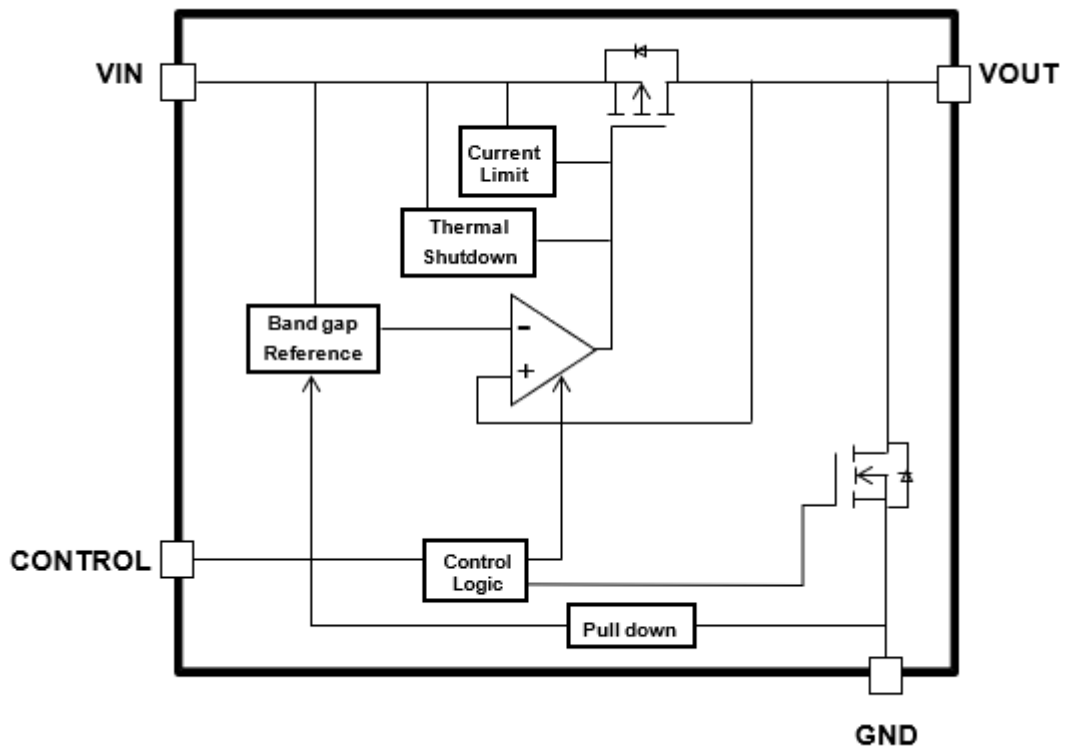 VIN
VOUT
Current
Limit
Thermal
Shutdown
Band gap
Reference
-
+
CONTROL
Control
Logic
Pull down
GND